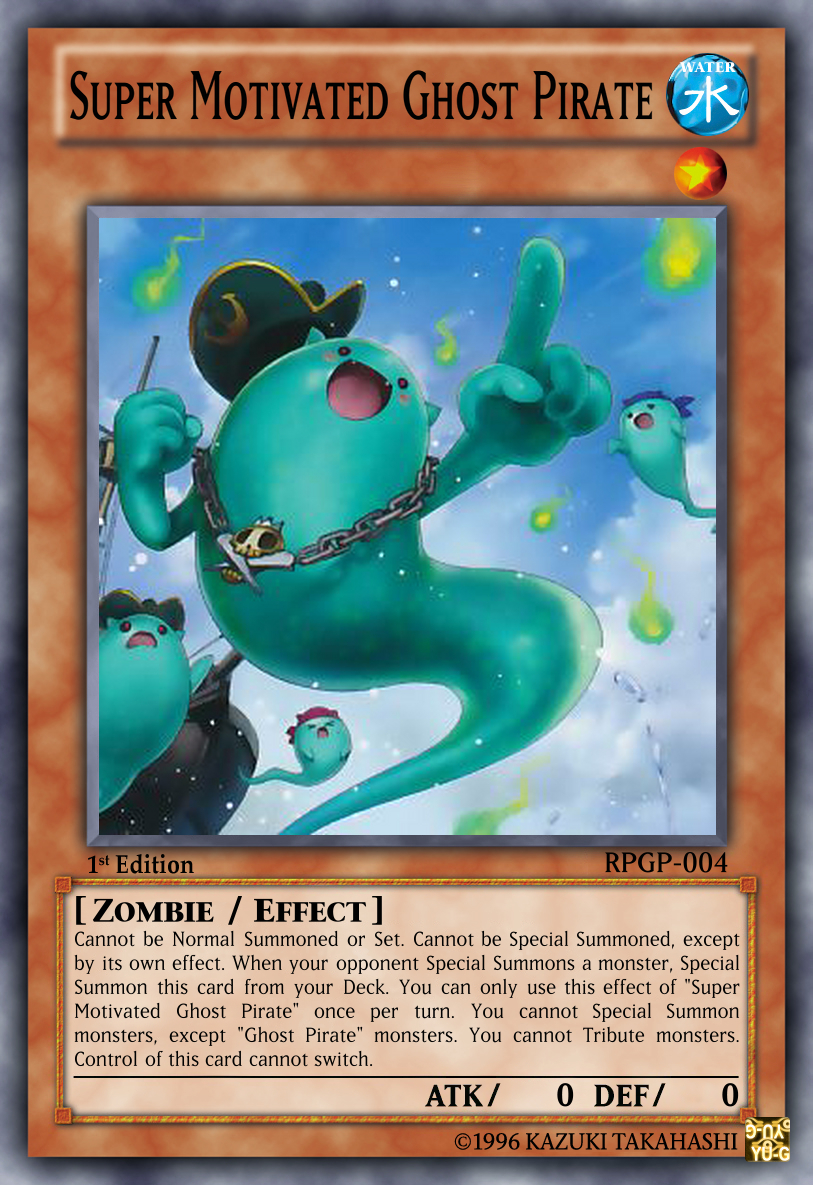 SUPER MOTIVATED GHOST PIRATE
WATER
水
1st Edition
RPGP-004
[ ZOMBIE / EFFECT ]
Cannot be Normal Summoned or Set. Cannot be Special Summoned, except
by its own effect. When your opponent Special Summons a monster, Special
Summon this card from your Deck. You can only use this effect of "Super
Motivated Ghost Pirate" once per turn. You cannot Special Summon
monsters, except "Ghost Pirate" monsters. You cannot Tribute monsters.
Control of this card cannot switch.
ATK/ 0 DEF/ 0
©1996 KAZUKI TAKAHASHI